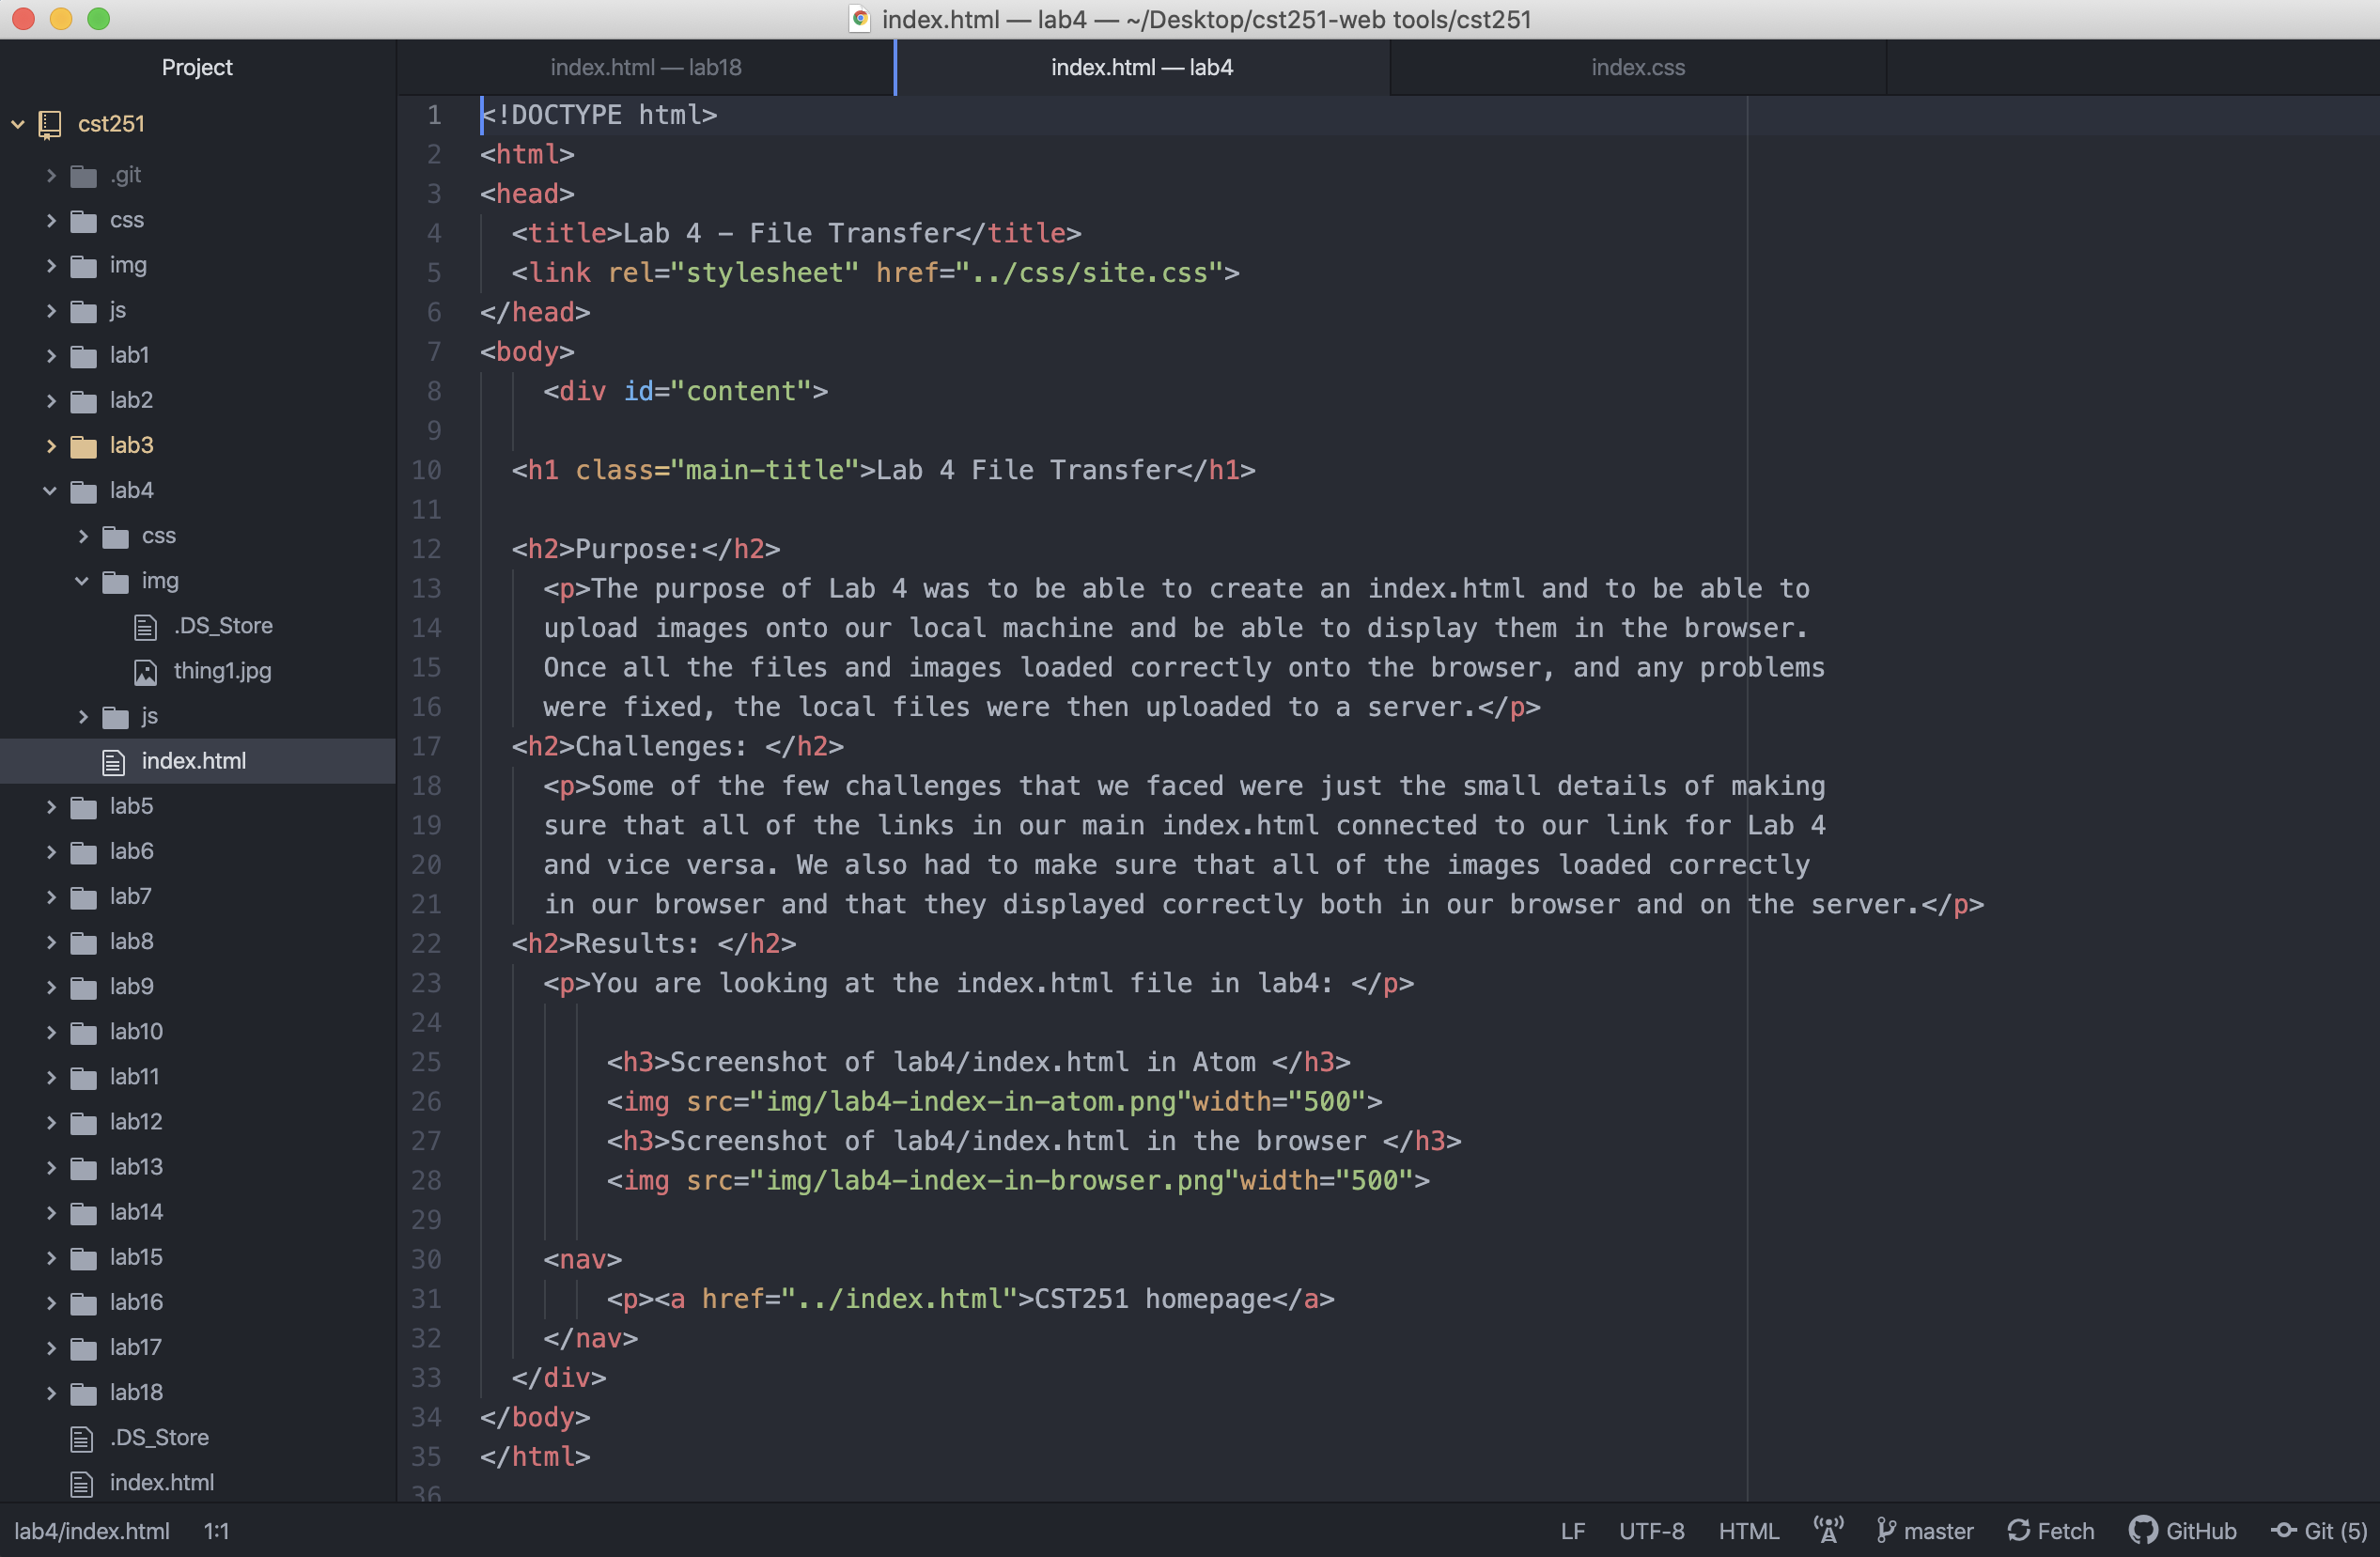 index.html — lab4 — ~/Desktop/cst251-web tools/cst251
Project
index.html — lab18
index.html — lab4
index.css
cst251
.git
css
img
js
lab1
lab2
lab3
lab4
css
img
.DS_Store
thing1.jpg
js
index.html
lab5
lab6
lab7
lab8
lab9
lab10
lab11
lab12
lab13
lab14
lab15
lab16
lab17
lab18
.DS_Store
index.html
1 <!DOCTYPE html>
2 <html>
3 <head>
4 <title>Lab 4 - File Transfer</title>
5 <link rel="stylesheet" href="../css/site.css">
6 </head>
7 <body>
8 <div id="content">
9
10 <h1 class="main-title">Lab 4 File Transfer</h1>
11
12 <h2>Purpose:</h2>
13 <p>The purpose of Lab 4 was to be able to create an index.html and to be able to
14 upload images onto our local machine and be able to display them in the browser.
15 Once all the files and images loaded correctly onto the browser, and any problems
16 were fixed, the local files were then uploaded to a server.</p>
17 <h2>Challenges: </h2>
18 <p>Some of the few challenges that we faced were just the small details of making
19 sure that all of the links in our main index.html connected to our link for Lab 4
20 and vice versa. We also had to make sure that all of the images loaded correctly
21 in our browser and that they displayed correctly both in our browser and on the server.</p>
22 <h2>Results: </h2>
23 <p>You are looking at the index.html file in lab4: </p>
24
25 <h3>Screenshot of lab4/index.html in Atom </h3>
26 <img src="img/lab4-index-in-atom.png"width="500">
27 <h3>Screenshot of lab4/index.html in the browser </h3>
28 <img src="img/lab4-index-in-browser.png"width="500">
29
30 <nav>
31 <p><a href="../index.html">CST251 homepage</a>
32 </nav>
33 </div>
34 </body>
35 </html>
36
lab4/index.html 1:1
LF UTF-8 HTML master Fetch GitHub Git (5)